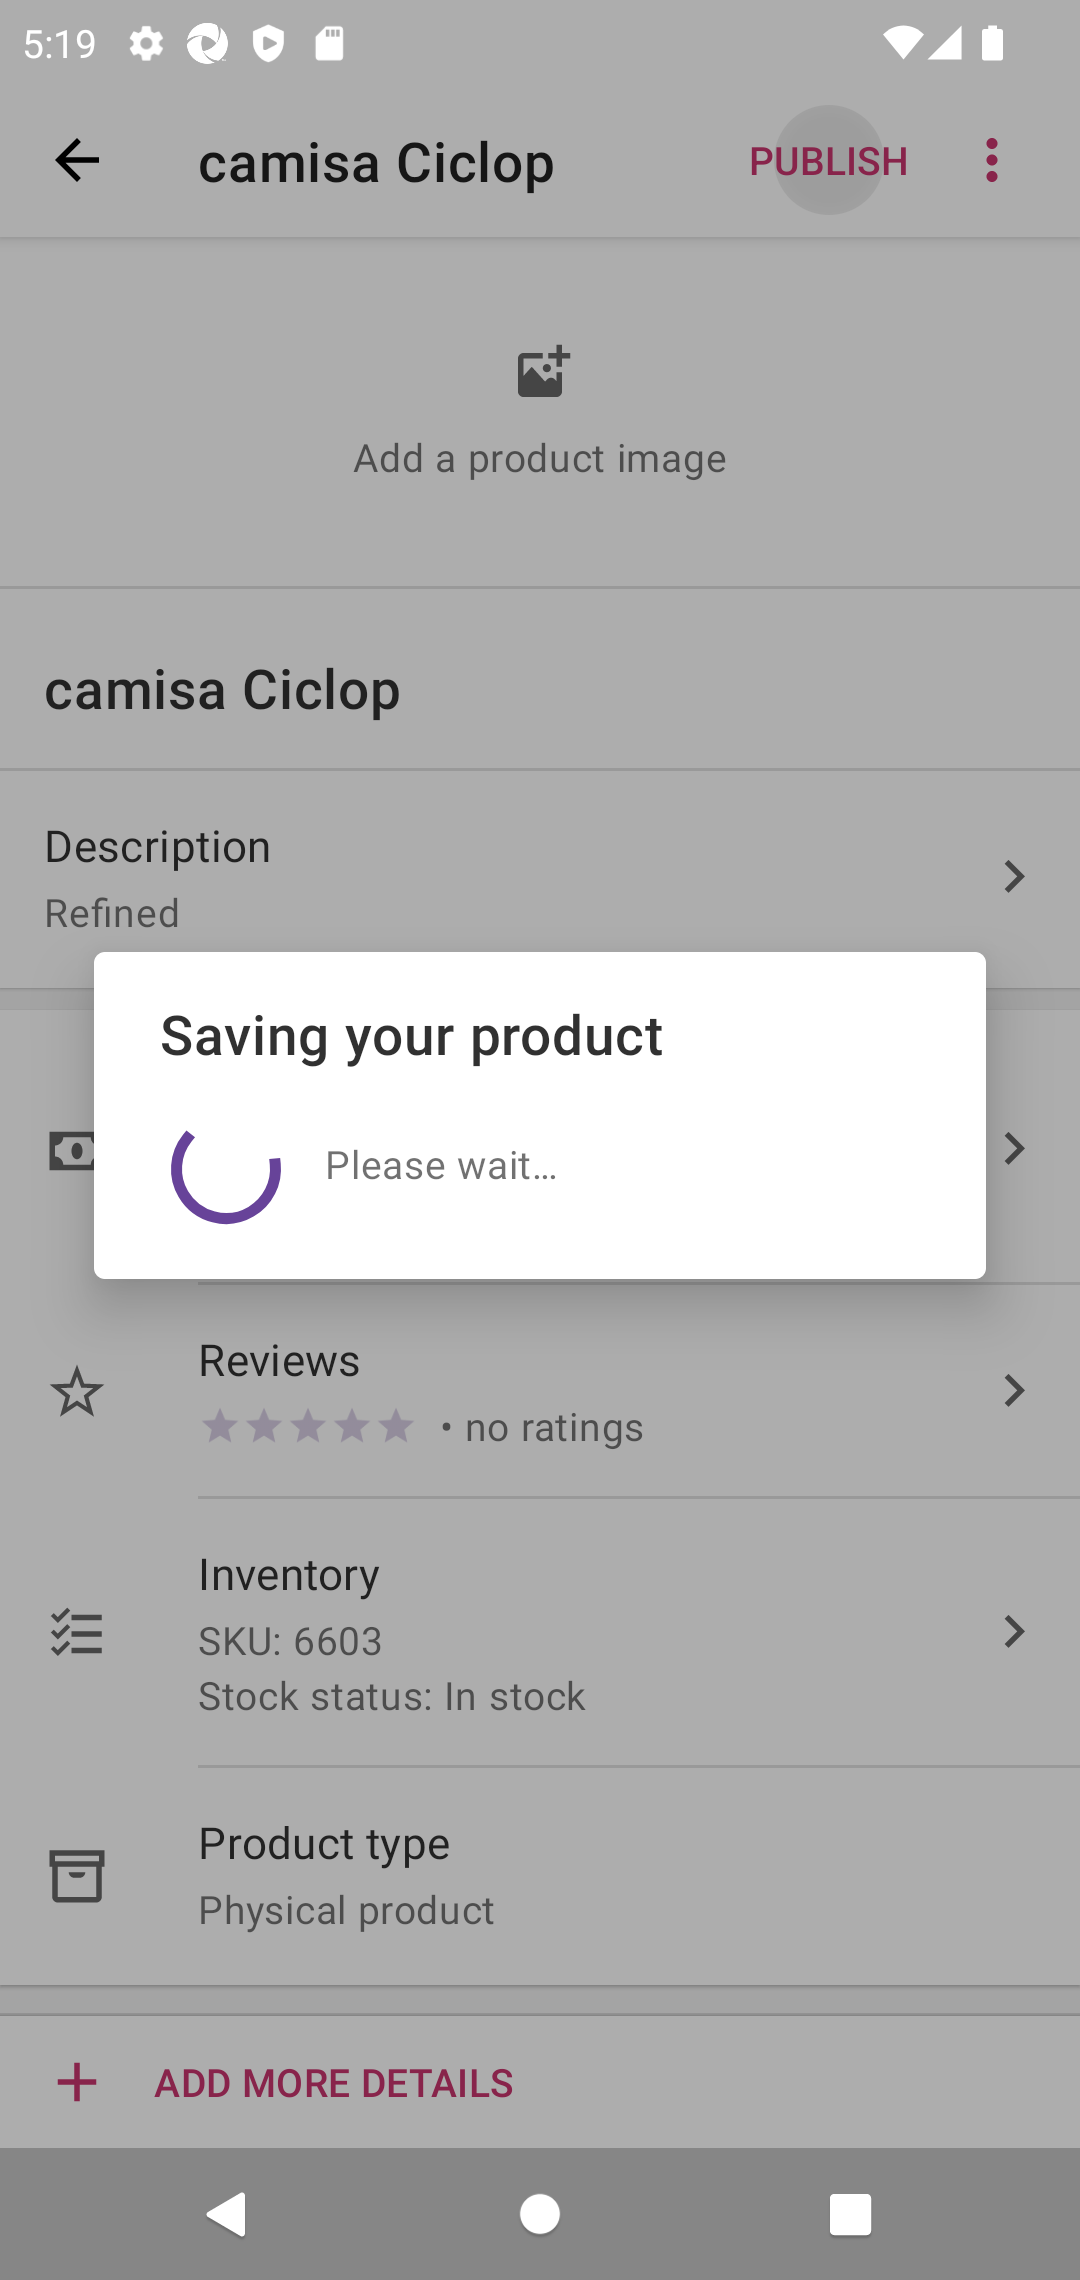 5:19
camisa Ciclop
PUBLISH
Add a product image
camisa Ciclop
Description
Refined
Saving your product
Please wait…
Reviews
• no ratings
Inventory
SKU: 6603
Stock status: In stock
Product type
Physical product
ADD MORE DETAILS